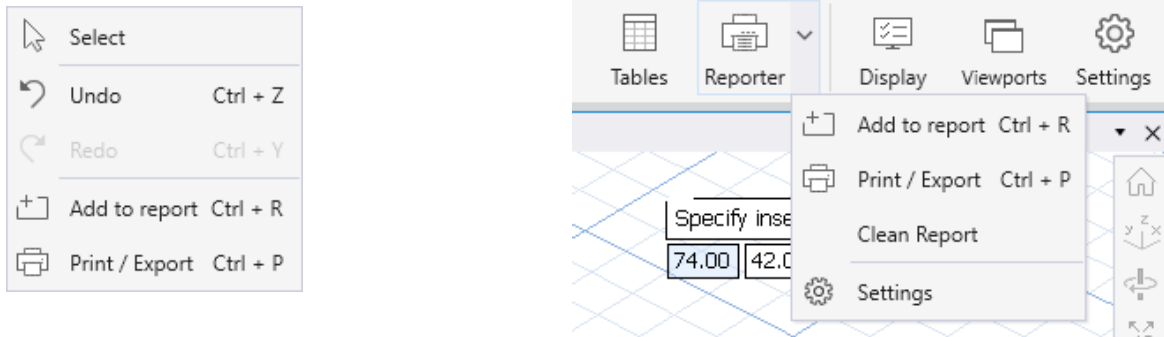 Select
Undo Ctrl + Z
Redo Ctrl + Y
Add to report Ctrl + R
Print / Export Ctrl + P
Tables Reporter Display Viewports Settings
Add to report Ctrl + R
Print / Export Ctrl + P
Clean Report
Settings
Specify inse
74.00 42.0
z
y x